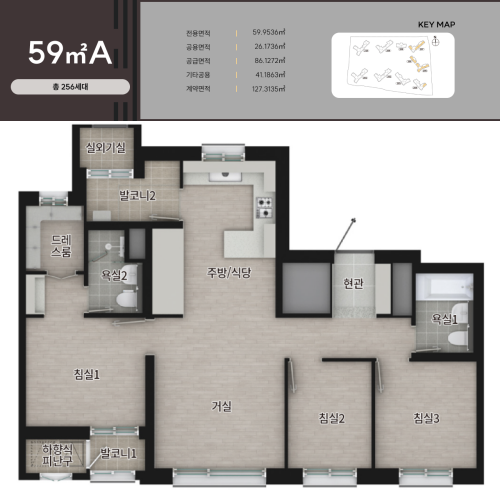 59㎡A
총 256세대
전용면적 59.9536㎡
공용면적 26.1736㎡
공급면적 86.1272㎡
기타공용 41.1863㎡
계약면적 127.3135㎡
KEY MAP
실외기실
발코니2
드레
스룸
욕실2
주방/식당
현관
욕실1
침실1
거실
침실2
침실3
하향식
피난구
발코니1